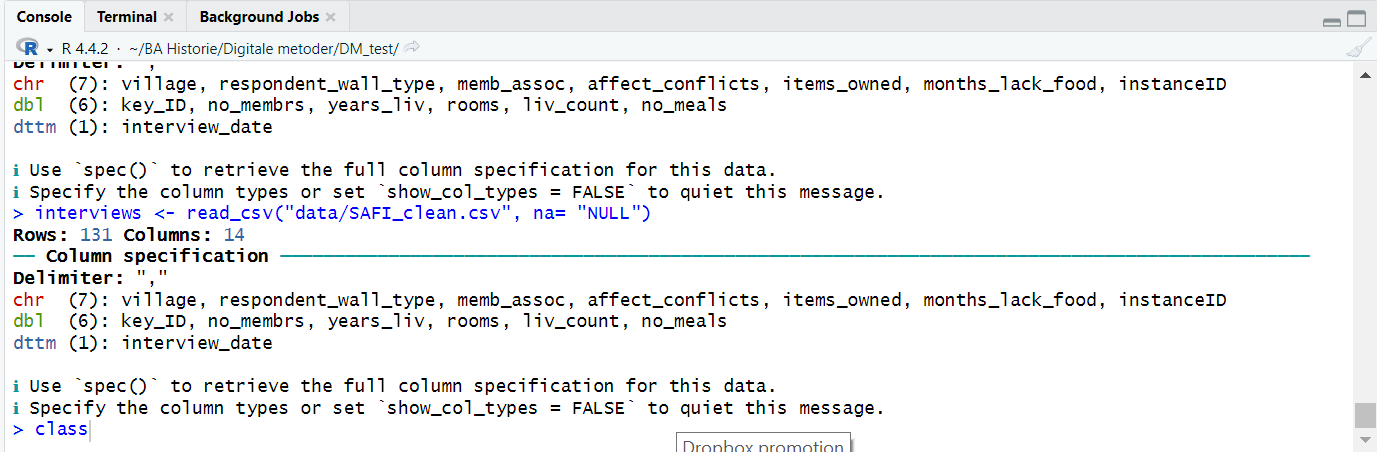 Console Terminal Background Jobs
R R 4.4.2 · ~/BA Historie/Digitale metoder/DM_test/
Delimiter: ","
chr  (7): village, respondent_wall_type, memb_assoc, affect_conflicts, items_owned, months_lack_food, instanceID
dbl  (6): key_ID, no_membrs, years_liv, rooms, liv_count, no_meals
dttm (1): interview_date
ℹ Use `spec()` to retrieve the full column specification for this data.
ℹ Specify the column types or set `show_col_types = FALSE` to quiet this message.
> interviews <- read_csv("data/SAFI_clean.csv", na= "NULL")
Rows: 131 Columns: 14
── Column specification ──────────
Delimiter: ","
chr  (7): village, respondent_wall_type, memb_assoc, affect_conflicts, items_owned, months_lack_food, instanceID
dbl  (6): key_ID, no_membrs, years_liv, rooms, liv_count, no_meals
dttm (1): interview_date
ℹ Use `spec()` to retrieve the full column specification for this data.
ℹ Specify the column types or set `show_col_types = FALSE` to quiet this message.
> class
Dropbox promotion